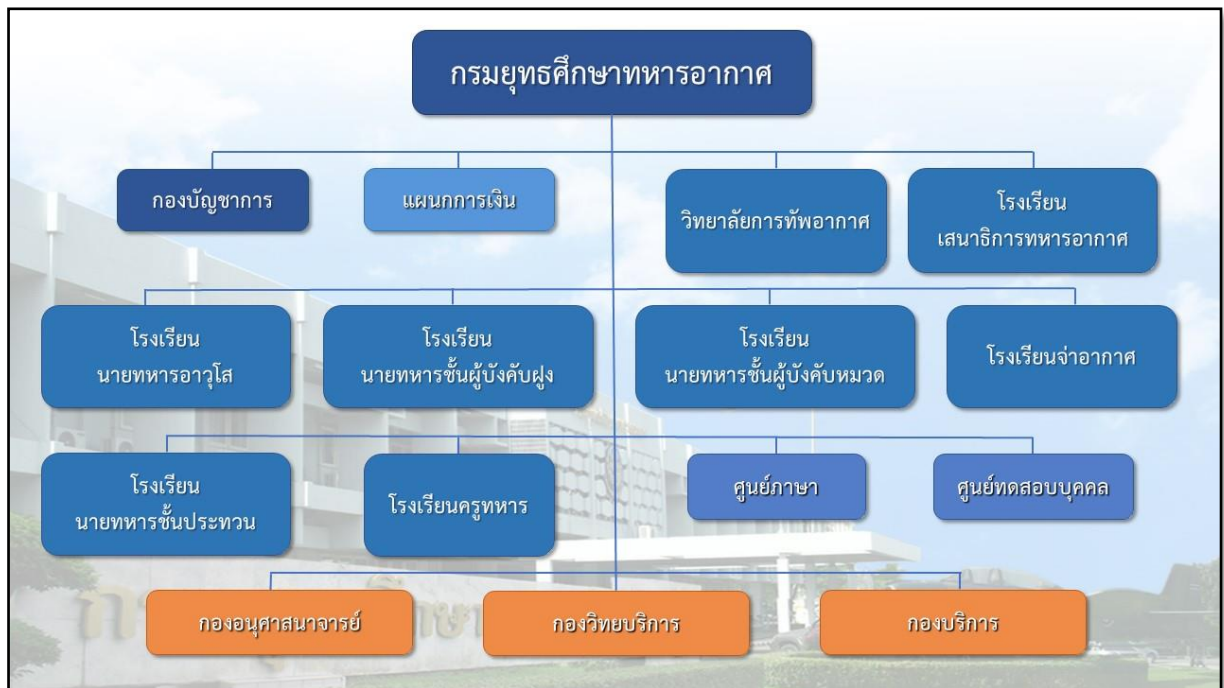 กรมยุทธศึกษาทหารอากาศ
กองบัญชาการ
แผนกการเงิน
วิทยาลัยการทัพอากาศ
โรงเรียน
เสนาธิการทหารอากาศ
โรงเรียน
นายทหารอาวุโส
โรงเรียน
นายทหารชั้นผู้บังคับฝูง
โรงเรียน
นายทหารชั้นผู้บังคับหมวด
โรงเรียนจ่าอากาศ
โรงเรียน
นายทหารชั้นประทวน
โรงเรียนครูทหาร
ศูนย์ภาษา
ศูนย์ทดสอบบุคคล
กองอนุศาสนาจารย์
กองวิทยบริการ
กองบริการ